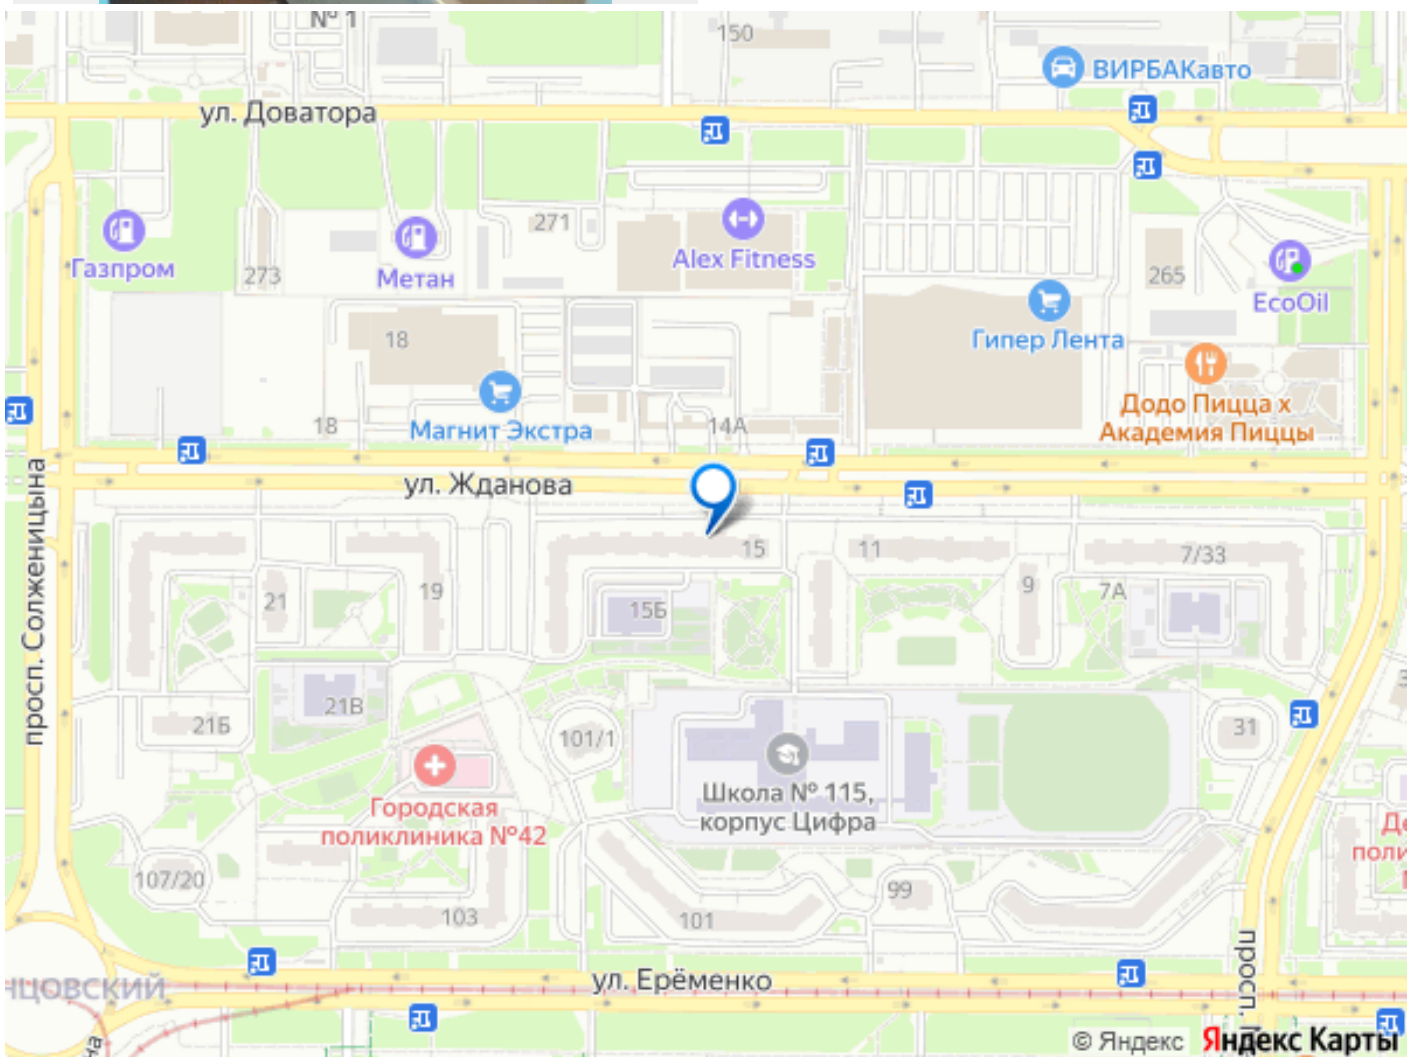 № 1
150
ВИРБАКавто
ул. Доватора
271
Газпром
273
Метан
Alex Fitness
265
EcoOil
18
Гипер Лента
Додо Пицца х
Академия Пиццы
18
Магнит Экстра
14А
просп. Солженицына
ул. Жданова
15
11
7/33
21
19
15Б
9
7А
21Б
21В
101/1
31
Городская
поликлиника №42
Школа № 115,
корпус Цифра
107/20
103
101
99
ул. Ерёменко
просп.
© Яндекс
Яндекс Карты